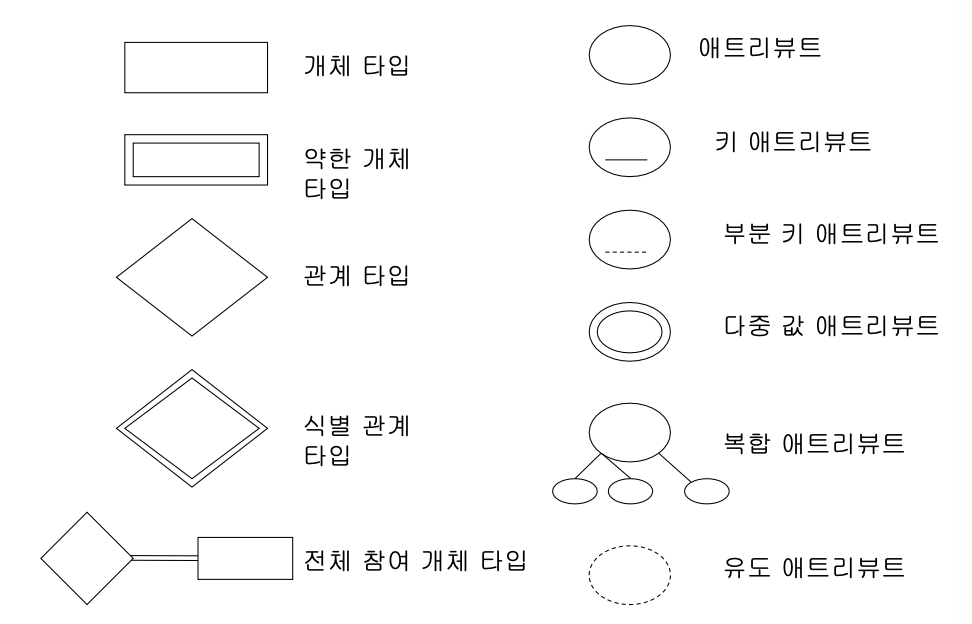 개체 타입
약한 개체
타입
관계 타입
식별 관계
타입
전체 참여 개체 타입
애트리뷰트
키 애트리뷰트
부분 키 애트리뷰트
다중 값 애트리뷰트
복합 애트리뷰트
유도 애트리뷰트